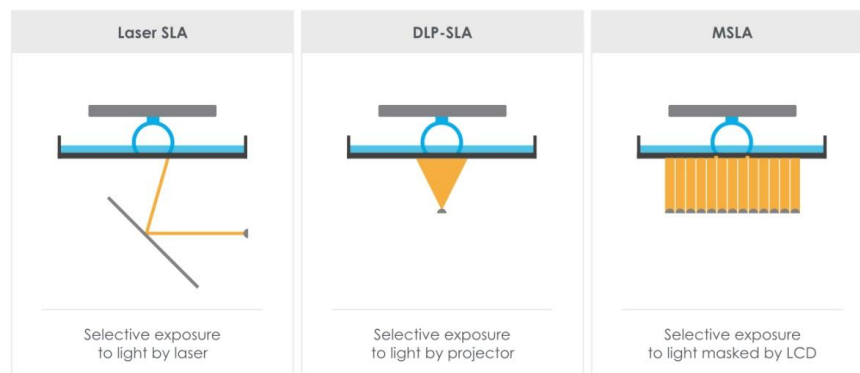 Laser SLA
DLP-SLA
MSLA
Selective exposure
to light by laser
Selective exposure
to light by projector
Selective exposure
to light masked by LCD